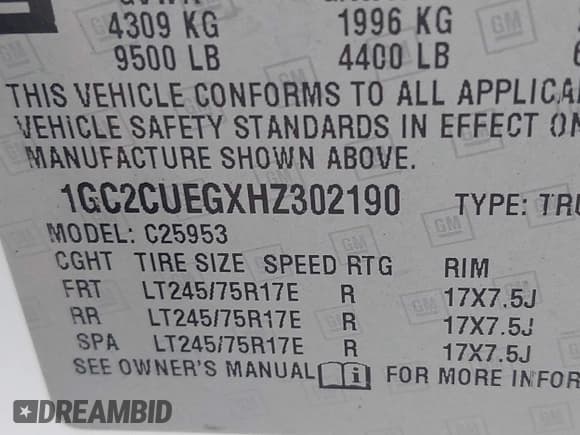 4309 KG 1996 KG
9500 LB 4400 LB
THIS VEHICLE CONFORMS TO ALL
VEHICLE SAFETY STANDARDS IN EFFECT ON
MANUFACTURE SHOWN ABOVE.
1GC2CUEGXHZ302190 TYPE:
MODEL: C25953
CGHT TIRE SIZE SPEED RTG RIM
FRT LT245/75R17E R 17X7.5J
RR LT245/75R17E R 17X7.5J
SPA LT245/75R17E R 17X7.5J
SEE OWNER'S MANUAL i FOR MORE
DREAMBID